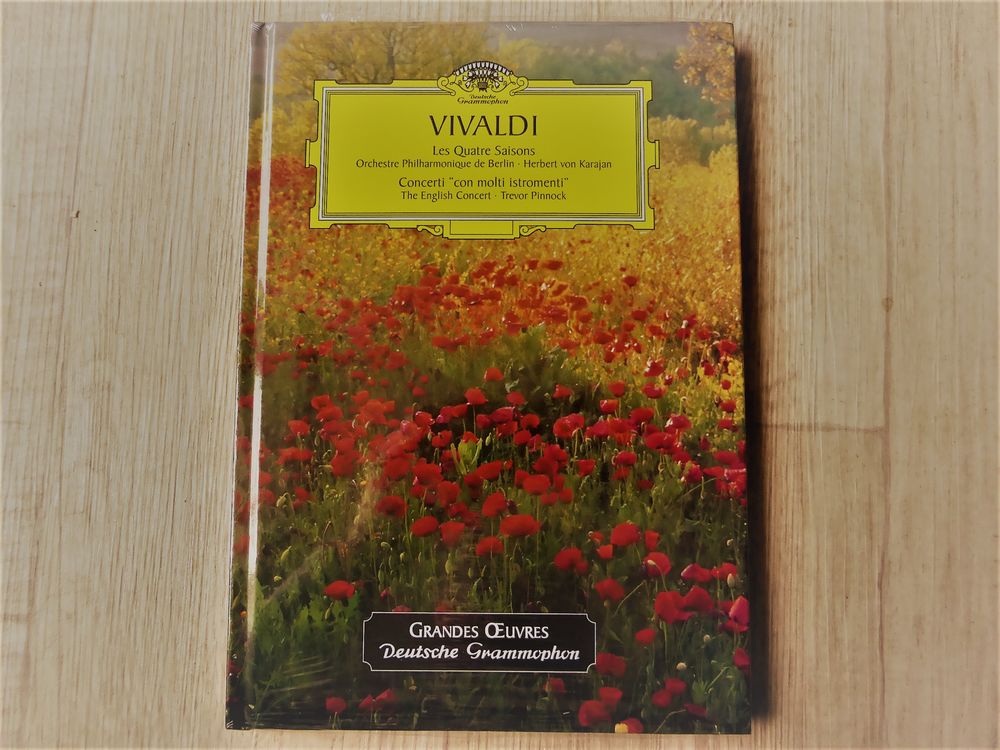 Deutsche
Grammophon
VIVALDI
Les Quatre Saisons
Orchestre Philharmonique de Berlin · Herbert von Karajan
Concerti "con molti istromenti"
The English Concert · Trevor Pinnock
GRANDES ŒUVRES
Deutsche Grammophon